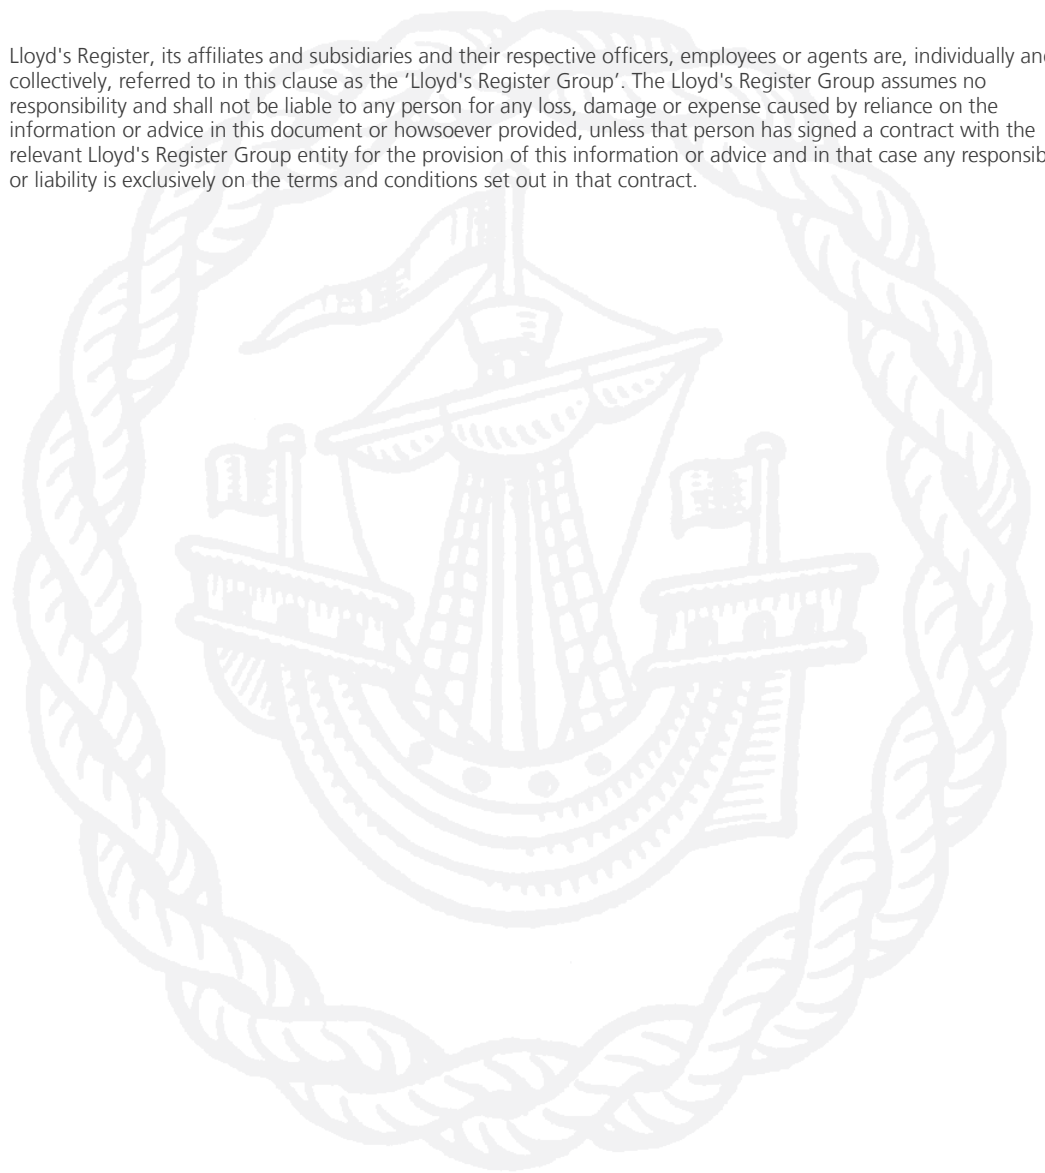 Lloyd's Register, its affiliates and subsidiaries and their respective officers, employees or agents are, individually
collectively, referred to in this clause as the ‘Lloyd's Register Group’. The Lloyd's Register Group assumes no
responsibility and shall not be liable to any person for any loss, damage or expense caused by reliance on the
information or advice in this document or howsoever provided, unless that person has signed a contract with the
relevant Lloyd's Register Group entity for the provision of this information or advice and in that case any
or liability is exclusively on the terms and conditions set out in that contract.